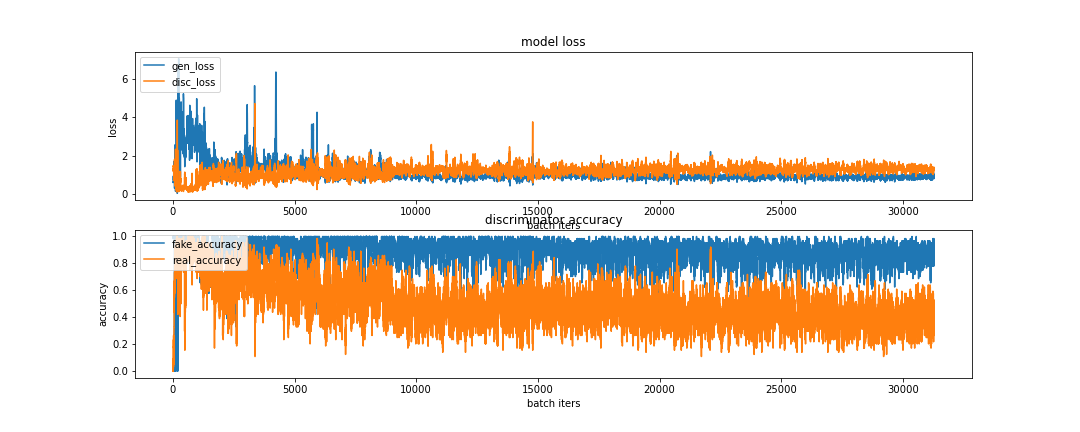 model loss
gen_loss
disc_loss
loss
6
4
2
0
0 5000 10000 15000 20000 25000 30000
batch iters
discriminator accuracy
fake_accuracy
real_accuracy
accuracy
1.0
0.8
0.6
0.4
0.2
0.0
0 5000 10000 15000 20000 25000 30000
batch iters